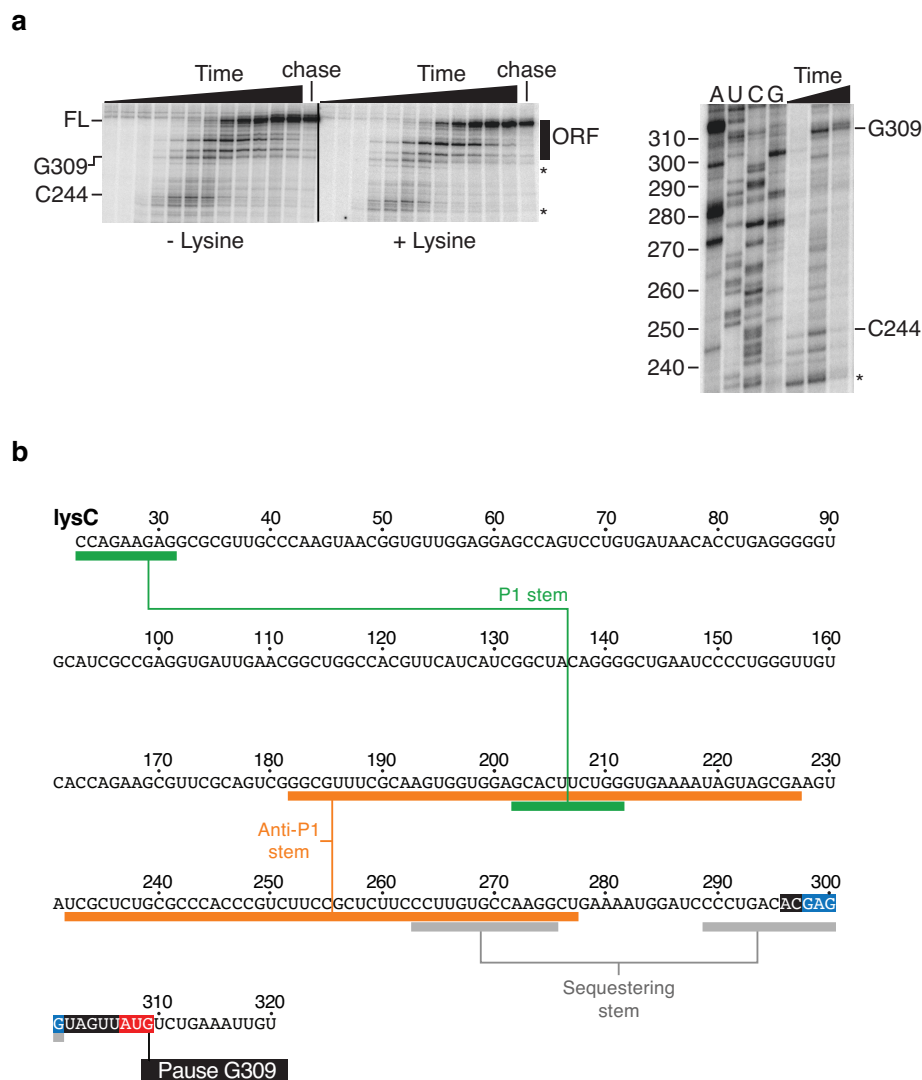 a
Time chase Time chase
FL
G309
C244
ORF
*
*
- Lysine + Lysine
Time
A U C G
310
300
290
280
270
260
250
240
G309
C244
*
b
lysC
30 40 50 60 70 80 90
CCAGAAGAGGCGCGUUGCCCAAGUAACGGUGUUGGAGGAGCCAGUCCUGUGAUAACACCUGAGGGGGU
P1 stem
100 110 120 130 140 150 160
GCAUCGCCGAGGUGAUUGAACGGCUGGCCACGUUCAUCAUCGGCUACAGGGGCUGAAUCCCCUGGGUUGU
170 180 190 200 210 220 230
CACCAGAAGCGUUCGCAGUCGGGCGUUUCGCAAGUGGUGGAGCACUUCUGGGUGAAAAUAGUAGCGAAGU
Anti-P1
stem
240 250 260 270 280 290 300
AUCGCUCUGCGCCCACCCGUCUUCCGCUCUUCCCUUGUGCCAAGGCUGAAAAUGGAUCCCCUGACACGAG
Sequestering
stem
310 320
GUAGUUAUGUCUGAAAUUGU
Pause G309